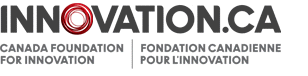 INNOVATION.CA
CANADA FOUNDATION
FOR INNOVATION
FONDATION CANADIENNE
POUR L'INNOVATION